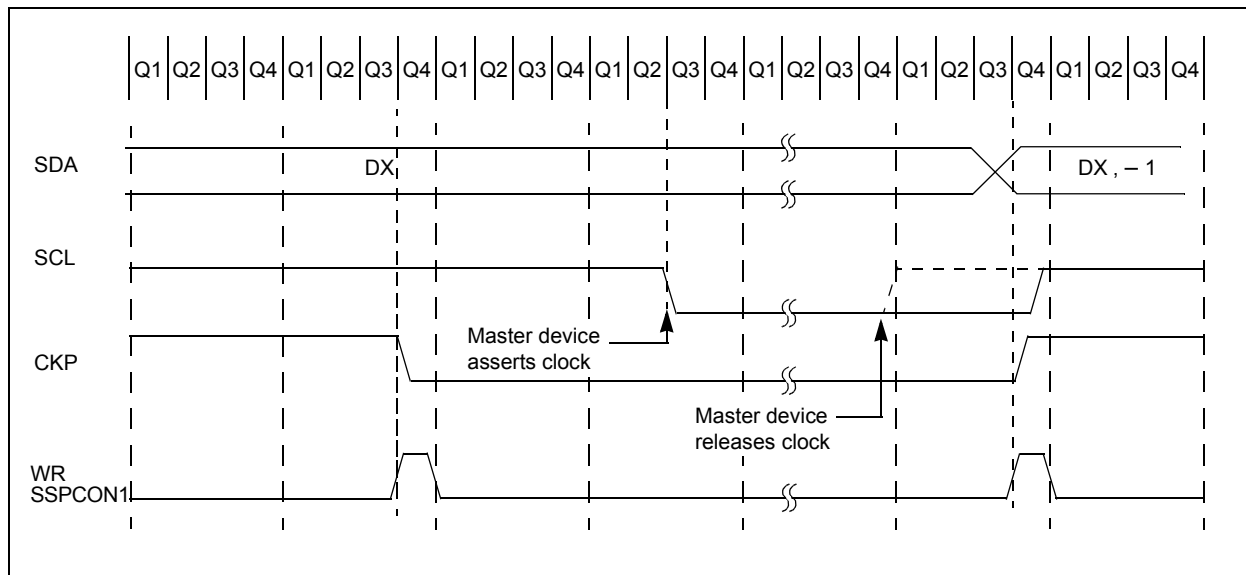 Q1 Q2 Q3 Q4 Q1 Q2 Q3 Q4 Q1 Q2 Q3 Q4 Q1 Q2 Q3 Q4 Q1 Q2 Q3 Q4 Q1 Q2 Q3 Q4 Q1 Q2 Q3 Q4
SDA
DX
DX , – 1
SCL
Master device
asserts clock
CKP
Master device
releases clock
WR
SSPCON1